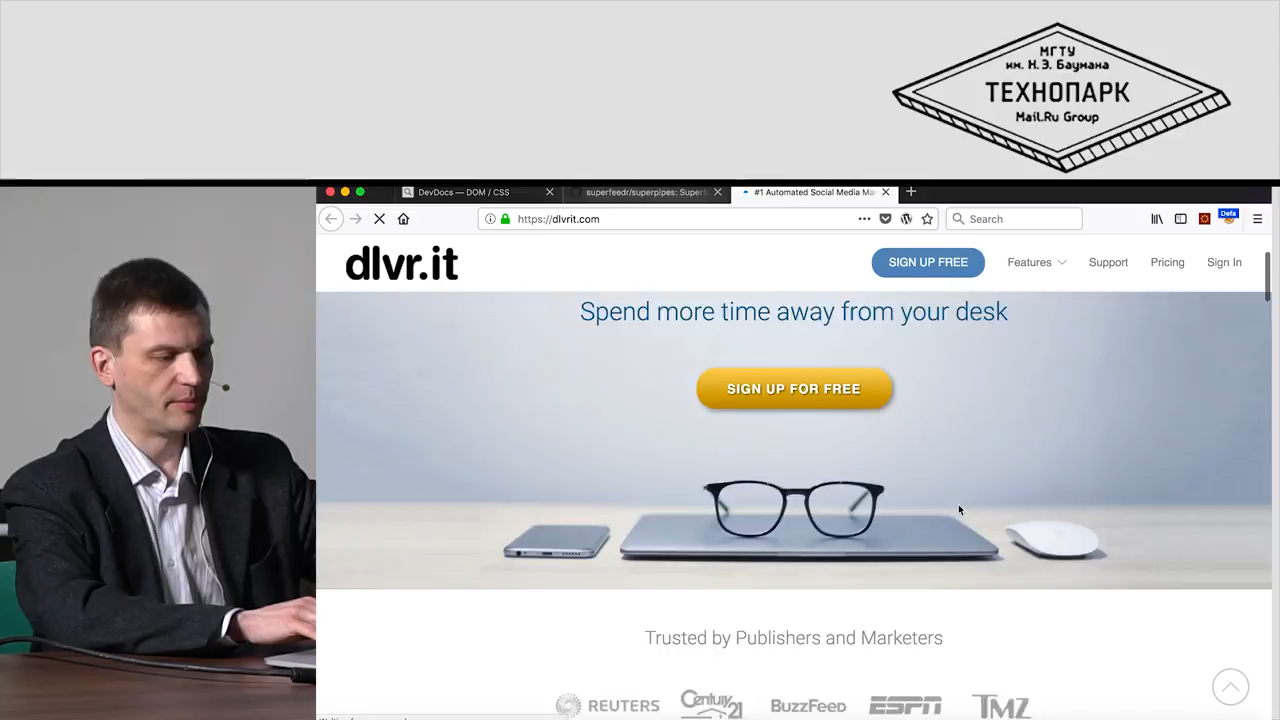 МГТУ
им. Н.Э. Баумана
ТЕХНОПАРК
Mail.Ru Group
DevDocs — DOM / CSS
superfeedr/superpipes: Superf
#1 Automated Social Media Ma
https://dlvrit.com
Search
Defa
dlvr.it
SIGN UP FREE
Features
Support
Pricing
Sign In
Spend more time away from your desk
SIGN UP FOR FREE
Trusted by Publishers and Marketers
REUTERS
Century 21
BuzzFeed
ESPN
TMZ